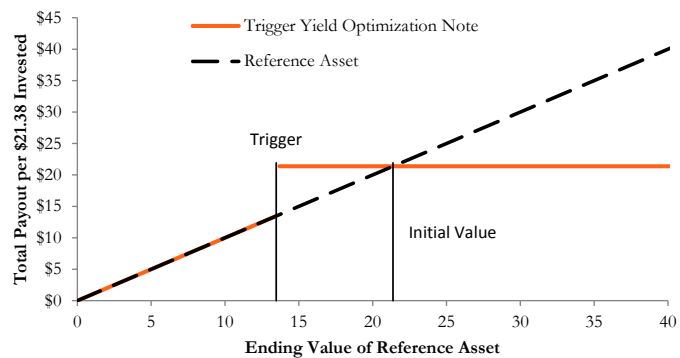 $45
$40
$35
$30
$25
$20
$15
$10
$5
$0
Total Payout per $21.38 Invested
Trigger Yield Optimization Note
Reference Asset
Trigger
Initial Value
0 5 10 15 20 25 30 35 40
Ending Value of Reference Asset